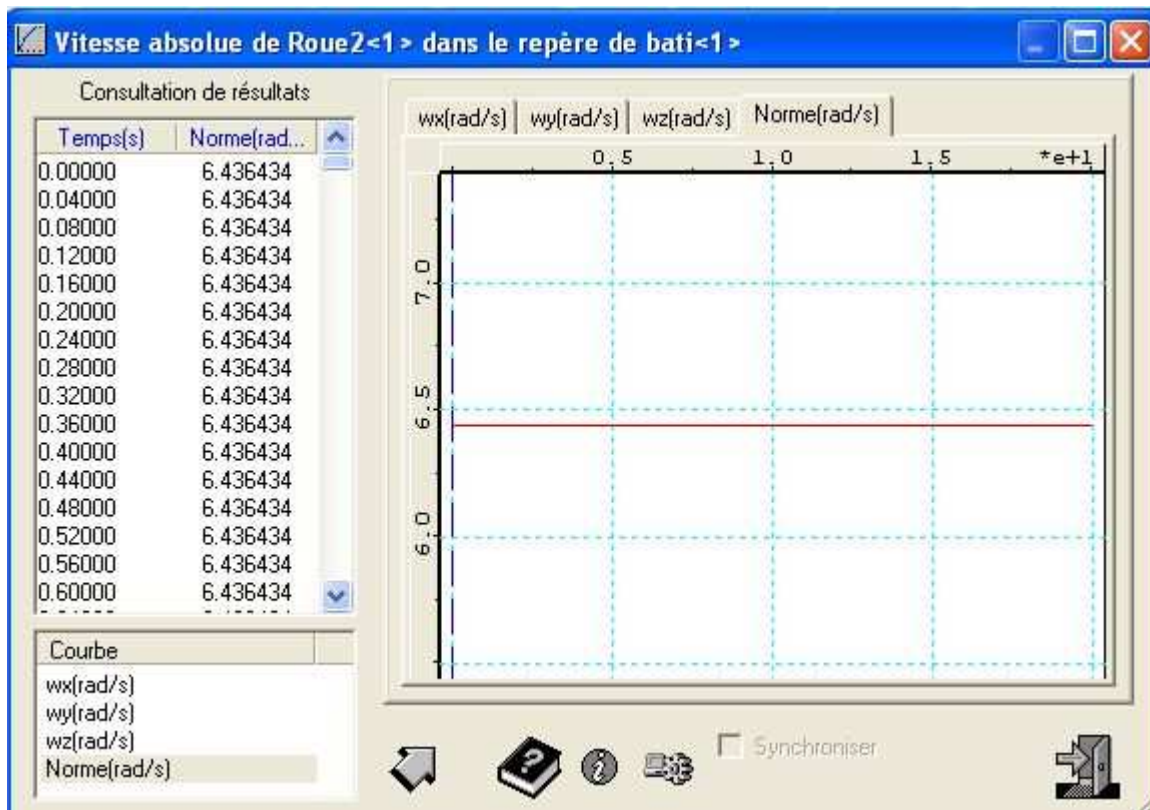 Vitesse absolue de Roue2<1> dans le repère de bati<1>
Consultation de résultats
Temps(s) Norme(rad...
0.00000 6.436434
0.04000 6.436434
0.08000 6.436434
0.12000 6.436434
0.16000 6.436434
0.20000 6.436434
0.24000 6.436434
0.28000 6.436434
0.32000 6.436434
0.36000 6.436434
0.40000 6.436434
0.44000 6.436434
0.48000 6.436434
0.52000 6.436434
0.56000 6.436434
0.60000 6.436434
Courbe
wx(rad/s)
wy(rad/s)
wz(rad/s)
Norme(rad/s)
wx(rad/s) wy(rad/s) wz(rad/s) Norme(rad/s)
0.5 1.0 1.5 *e+1
7.0
6.5
6.0
Synchroniser